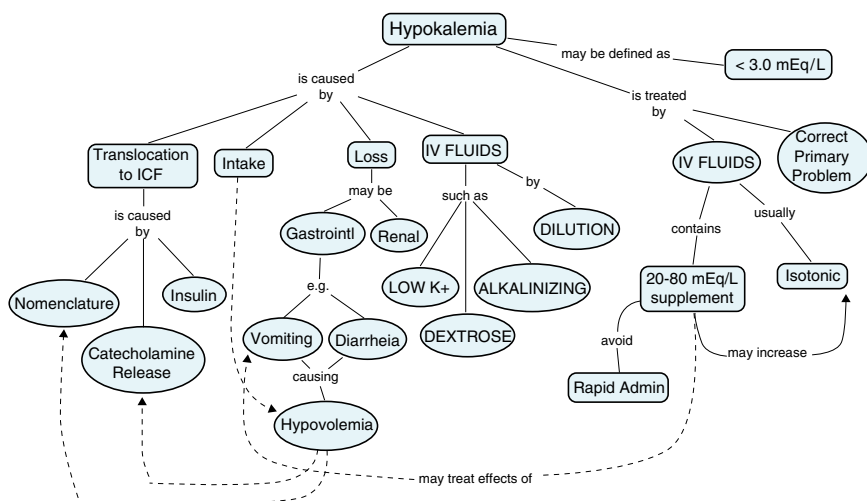 Hypokalemia
may be defined as
< 3.0 mEq/L
is caused
by
is treated
by
Translocation
to ICF
Intake
Loss
IV FLUIDS
IV FLUIDS
Correct
Primary
Problem
is caused
by
may be
such as
by
contains
usually
Gastrointl
Renal
DILUTION
Nomenclature
Insulin
e.g.
LOW K+
ALKALINIZING
20-80 mEq/L
supplement
Isotonic
Catecholamine
Release
Vomiting
Diarrheia
DEXTROSE
avoid
may increase
causing
Rapid Admin
Hypovolemia
may treat effects of